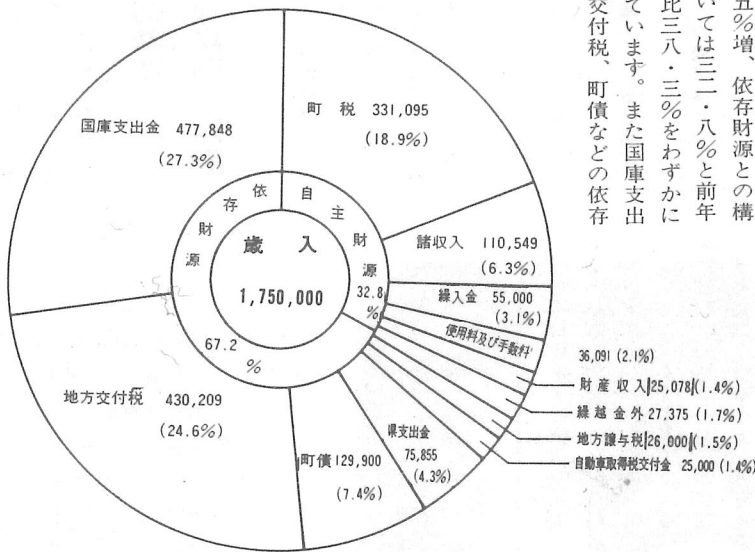 五%増、依存財源との構
いては三二・八%と前年
比三八・三%をわずかに
ています。また国庫支出
交付税、町債などの依存
町税 331,095
(18.9%)
諸収入 110,549
(6.3%)
繰入金 55,000
(3.1%)
使用料及び手数料
36,091 (2.1%)
財産収入 25,078 (1.4%)
繰越金外 27,375 (1.7%)
地方譲与税 26,000 (1.5%)
自動車取得税交付金 25,000 (1.4%)
県支出金
75,855
(4.3%)
町債 129,900
(7.4%)
地方交付税 430,209
(24.6%)
国庫支出金 477,848
(27.3%)
自主財源
32.8
%
依存財源
67.2
%
歳入
1,750,000